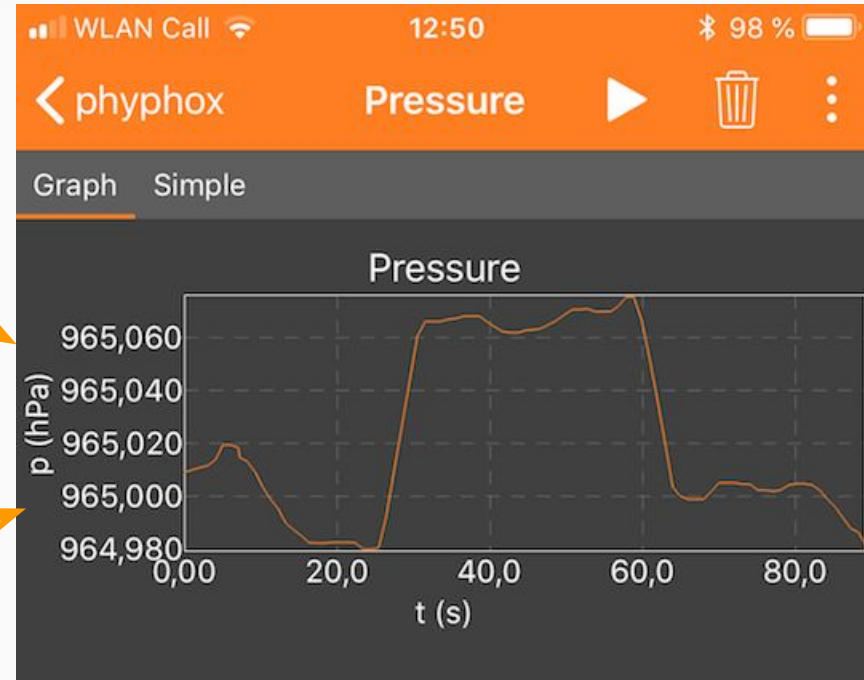 WLAN Call 12:50 98 %
phyphox Pressure
Graph Simple
Pressure
965,060
965,040
965,020
965,000
964,980
p (hPa)
0,00 20,0 40,0 60,0 80,0
t (s)